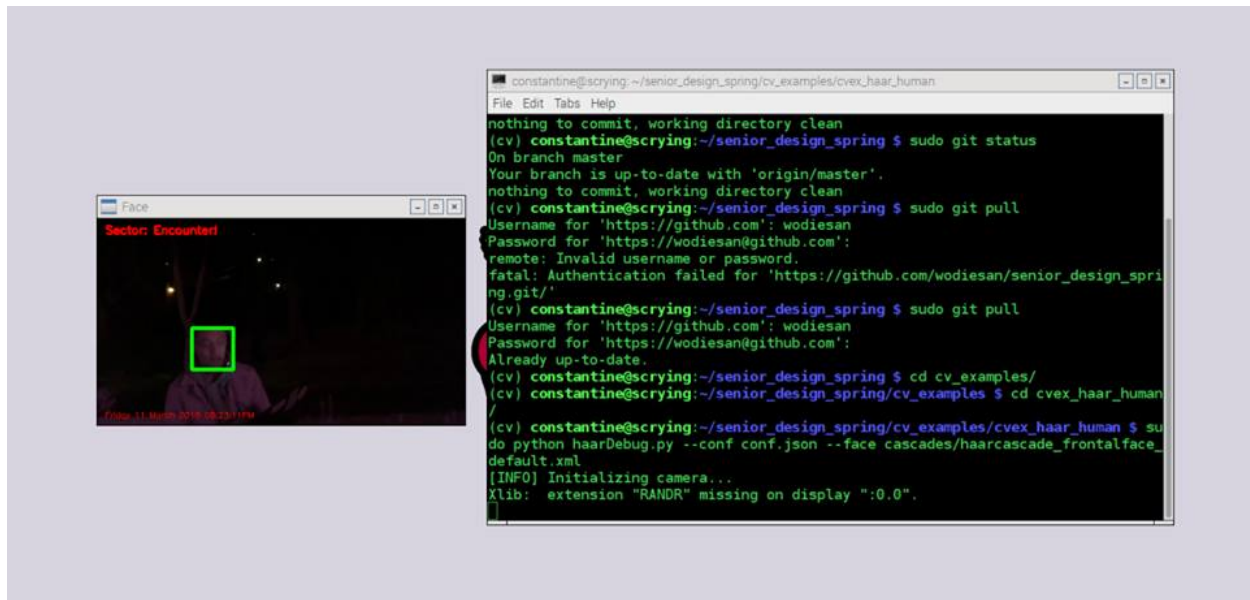 Face
Sector: Encounter!
constantine@scrying: ~/senior_design_spring/cv_examples/cvex_haar_human
File Edit Tabs Help
nothing to commit, working directory clean
(cv) constantine@scrying:~/senior_design_spring $ sudo git status
On branch master
Your branch is up-to-date with 'origin/master'.
nothing to commit, working directory clean
(cv) constantine@scrying:~/senior_design_spring $ sudo git pull
Username for 'https://github.com': wodiesan
Password for 'https://wodiesan@github.com':
remote: Invalid username or password.
fatal: Authentication failed for 'https://github.com/wodiesan/senior_design_spri
ng.git/'
(cv) constantine@scrying:~/senior_design_spring $ sudo git pull
Username for 'https://github.com': wodiesan
Password for 'https://wodiesan@github.com':
Already up-to-date.
(cv) constantine@scrying:~/senior_design_spring $ cd cv_examples/
(cv) constantine@scrying:~/senior_design_spring/cv_examples $ cd cvex_haar_human
/
(cv) constantine@scrying:~/senior_design_spring/cv_examples/cvex_haar_human $ su
do python haarDebug.py --conf conf.json --face cascades/haarcascade_frontalface_
default.xml
[INFO] Initializing camera...
Xlib:  extension "RANDR" missing on display ":0.0".